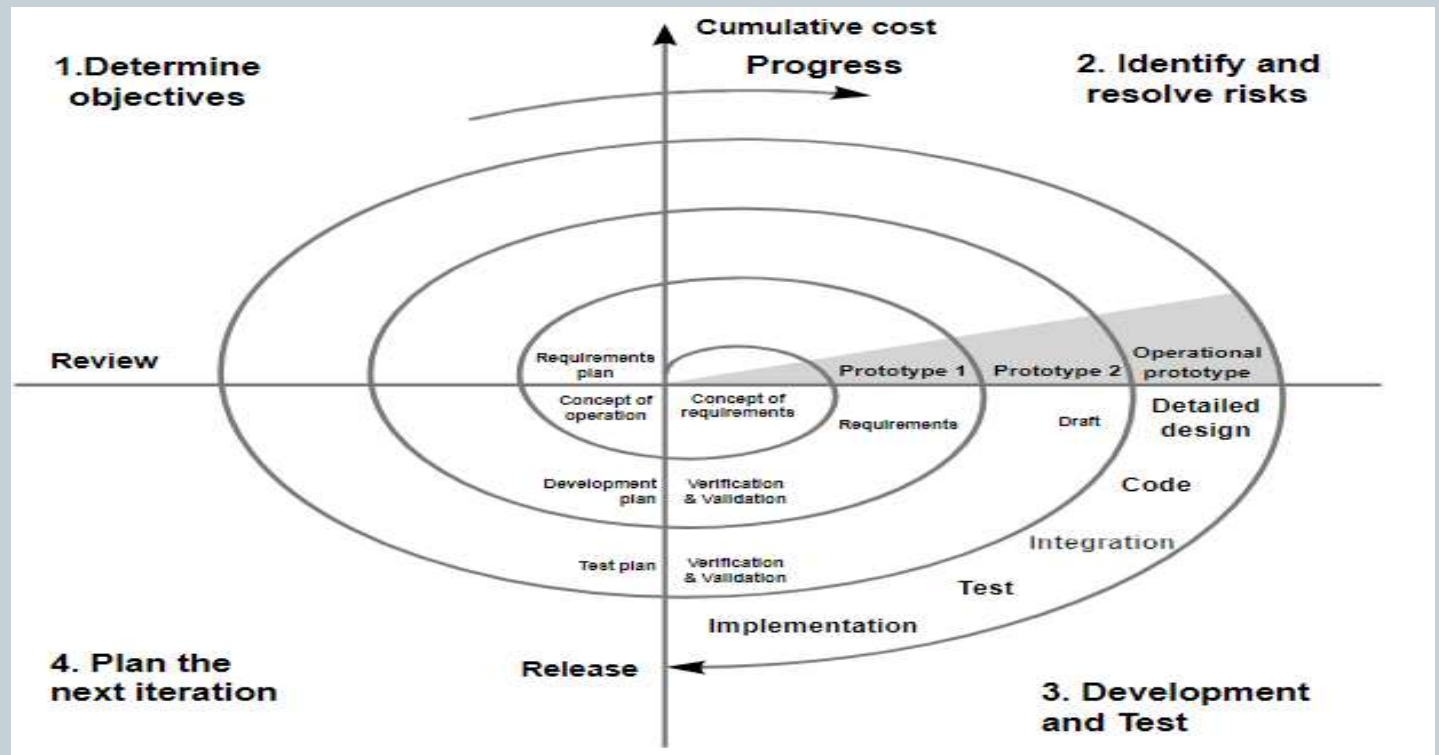 Cumulative cost
Progress
1.Determine
objectives
2. Identify and
resolve risks
Review
Requirements
plan
Prototype 1
Prototype 2
Operational
prototype
Concept of
operation
Concept of
requirements
Requirements
Draft
Detailed
design
Development
plan
Verification
& Validation
Code
Integration
Test plan
Verification
& Validation
Test
Implementation
4. Plan the
next iteration
Release
3. Development
and Test